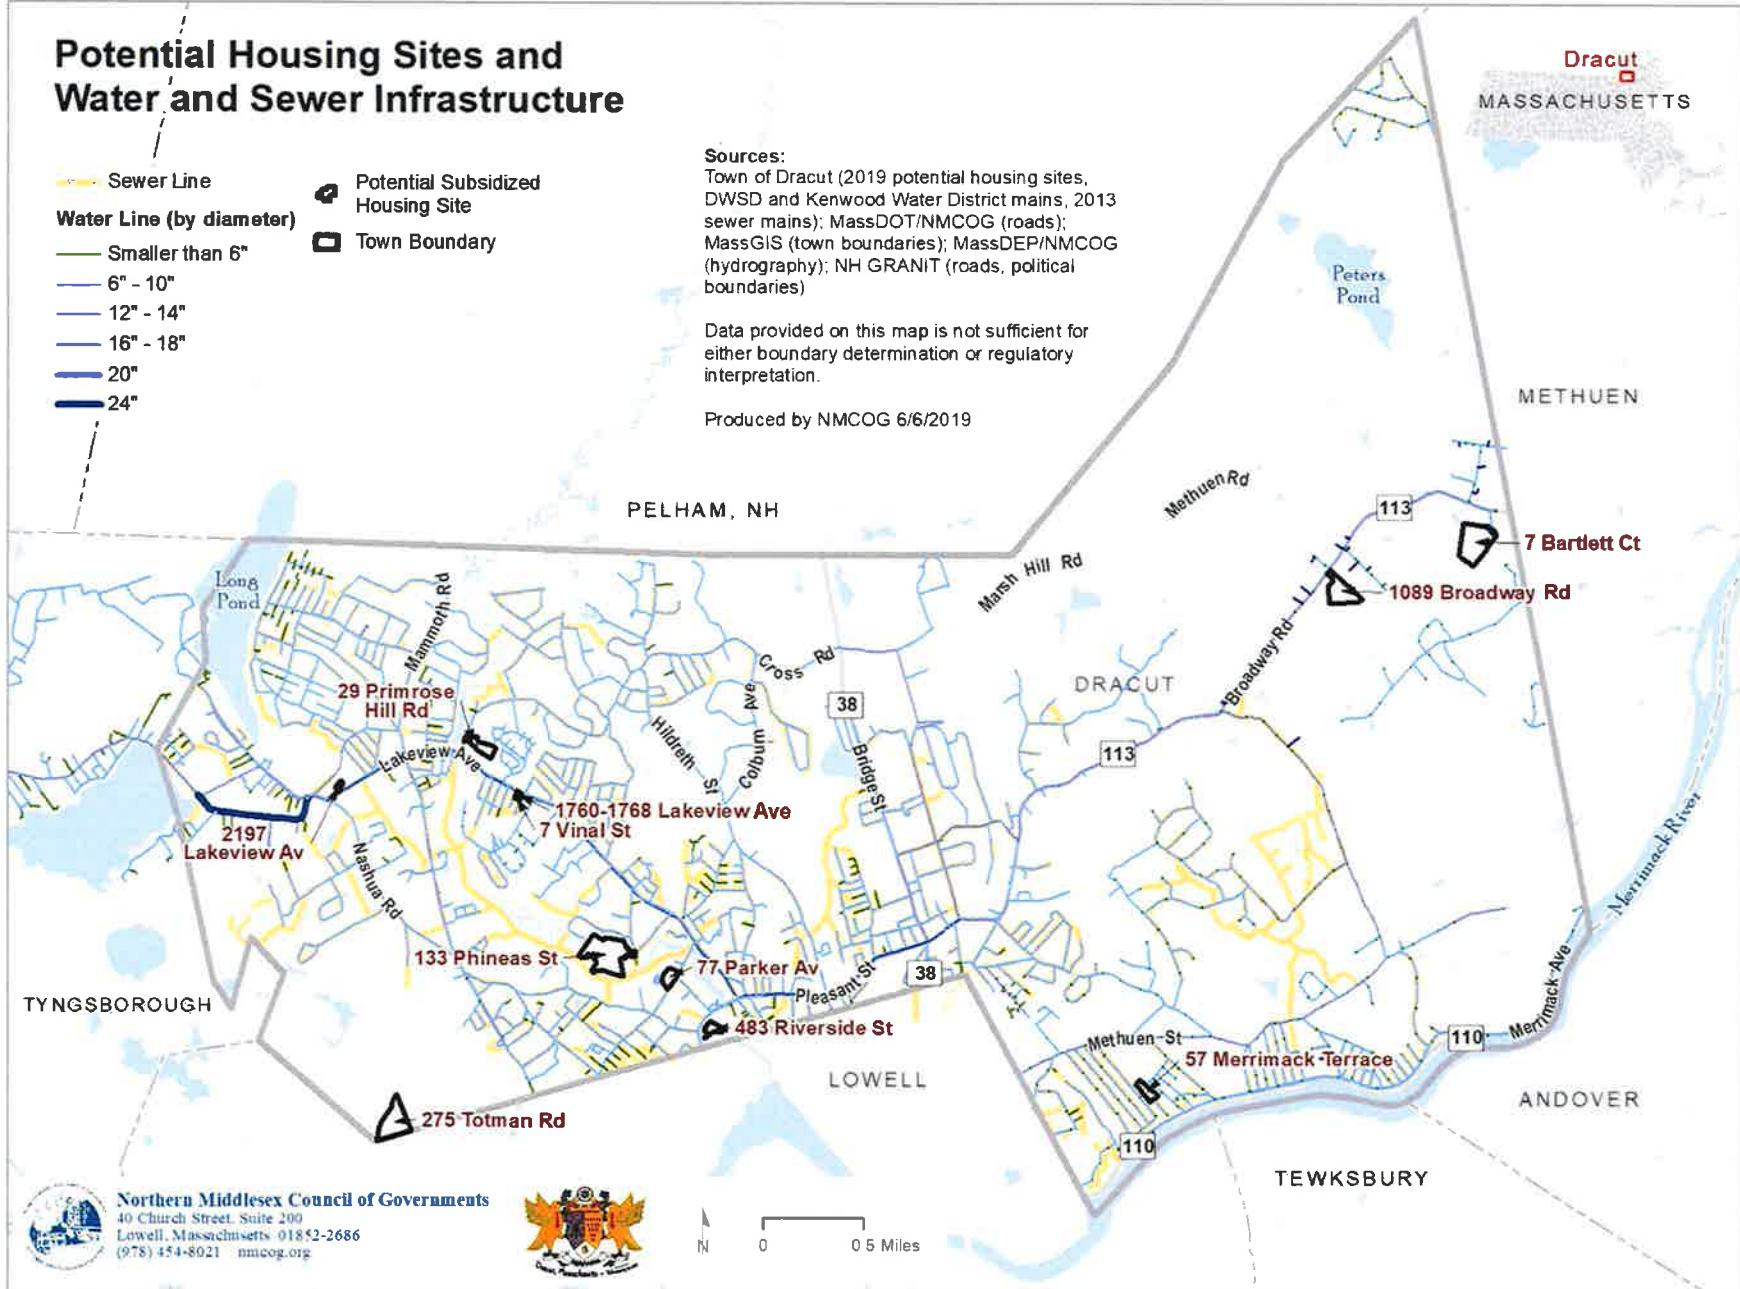 Potential Housing Sites and
Water and Sewer Infrastructure
Sewer Line
Water Line (by diameter)
Smaller than 6"
6" - 10"
12" - 14"
16" - 18"
20"
24"
Potential Subsidized
Housing Site
Town Boundary
Sources:
Town of Dracut (2019 potential housing sites,
DWSD and Kenwood Water District mains, 2013
sewer mains); MassDOT/NMCOG (roads);
MassGIS (town boundaries); MassDEP/NMCOG
(hydrography); NH GRANIT (roads, political
boundaries)
Data provided on this map is not sufficient for
either boundary determination or regulatory
interpretation.
Produced by NMCOG 6/6/2019
Dracut
MASSACHUSETTS
Peters
Pond
METHUEN
PELHAM, NH
Methuen Rd
113
7 Bartlett Ct
1089 Broadway Rd
Marsh Hill Rd
Long
Pond
Mammoth Rd
Cross Rd
Broadway Rd
DRACUT
29 Primrose
Hill Rd
38
Hildreth St
Colburn Ave
Bridge St
113
Lakeview Ave
1760-1768 Lakeview Ave
7 Vinal St
2197
Lakeview Av
Nashua Rd
Merrimack River
133 Phineas St
77 Parker Av
Pleasant St
38
TYNGSBOROUGH
483 Riverside St
Methuen St
57 Merrimack Terrace
110
Merrimack Ave
LOWELL
ANDOVER
275 Totman Rd
110
TEWKSBURY
Northern Middlesex Council of Governments
40 Church Street, Suite 200
Lowell, Massachusetts 01852-2686
(978) 454-8021 nmcog.org
N
0 0.5 Miles